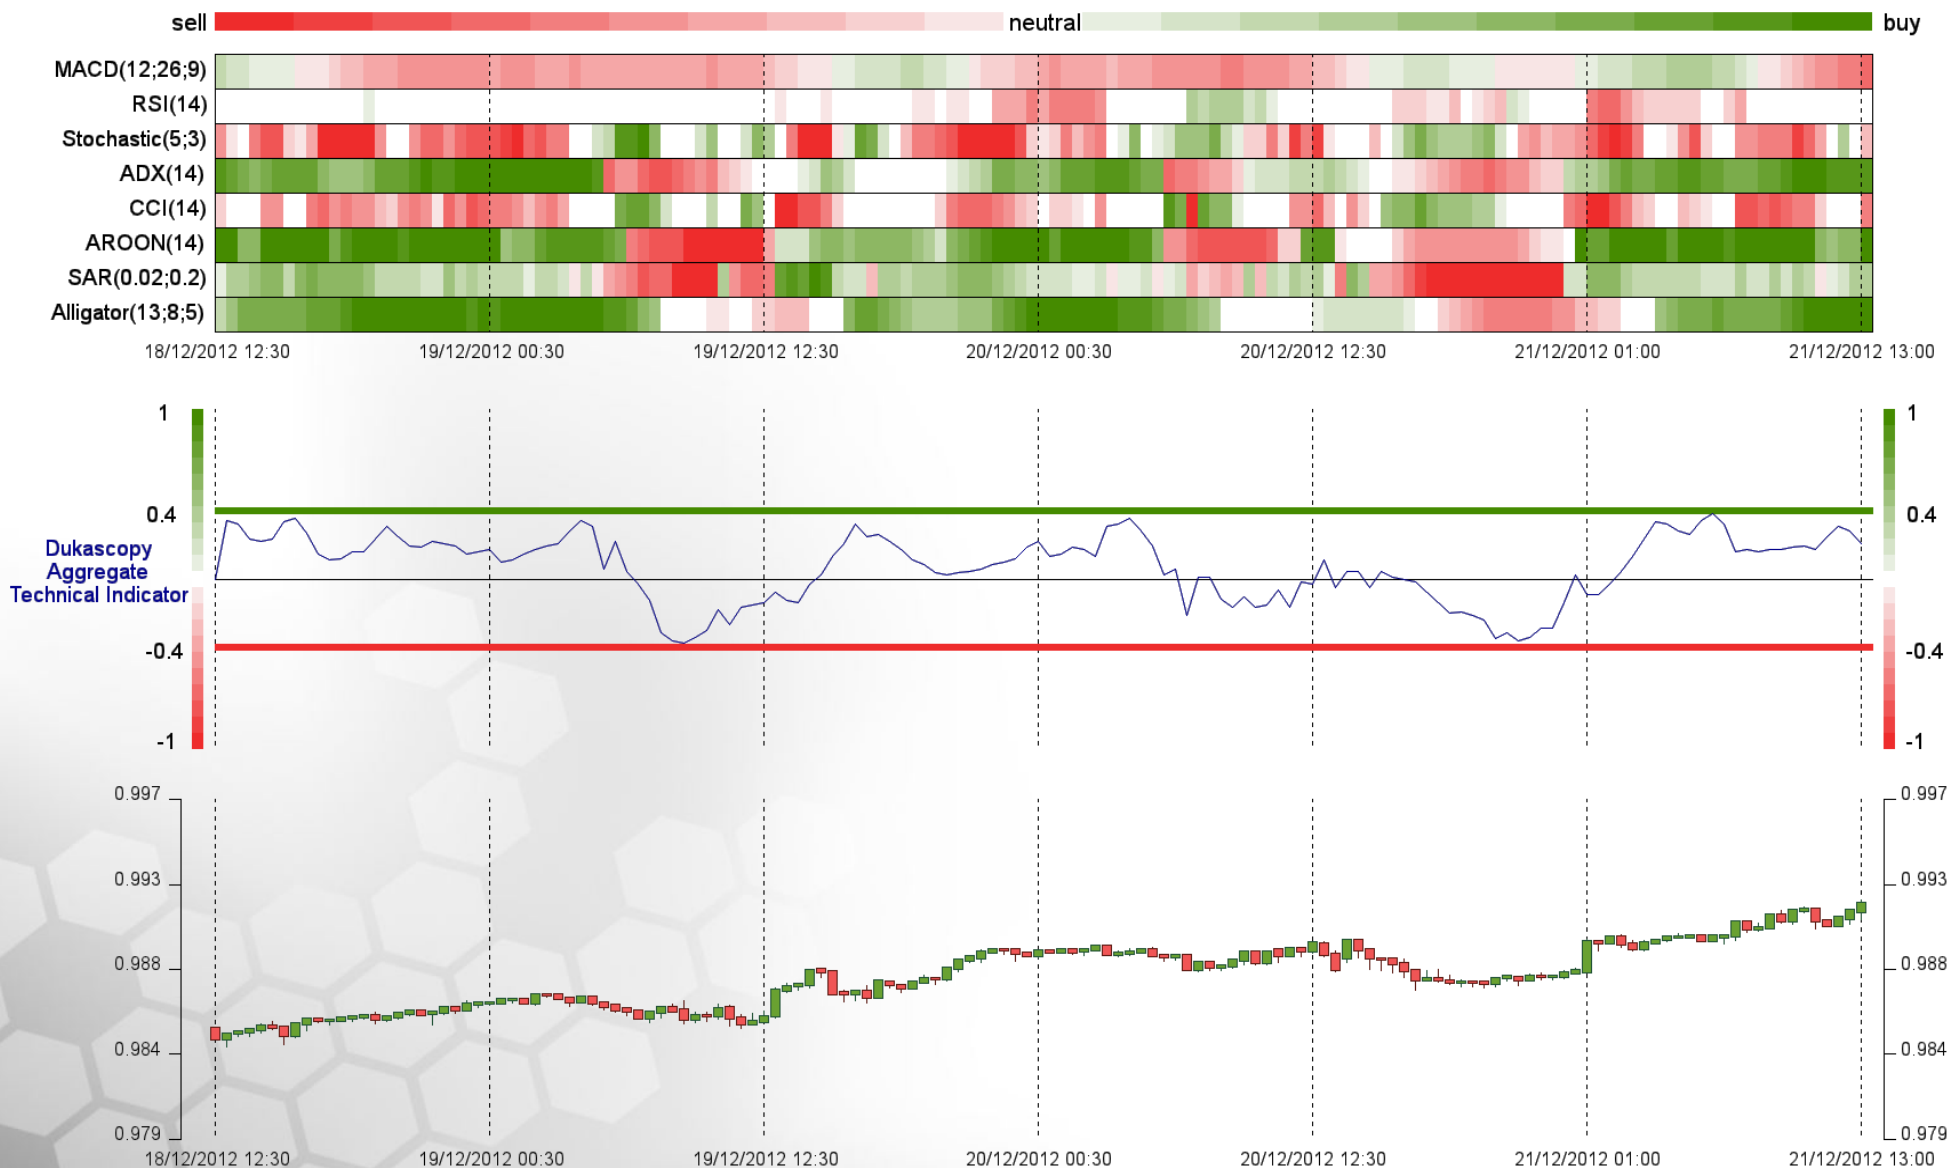 sell neutral buy
MACD(12;26;9)
RSI(14)
Stochastic(5;3)
ADX(14)
CCI(14)
AROON(14)
SAR(0.02;0.2)
Alligator(13;8;5)
18/12/2012 12:30 19/12/2012 00:30 19/12/2012 12:30 20/12/2012 00:30 20/12/2012 12:30 21/12/2012 01:00 21/12/2012 13:00
1 1
0.4 0.4
Dukascopy
Aggregate
Technical Indicator
-0.4 -0.4
-1 -1
0.997 0.997
0.993 0.993
0.988 0.988
0.984 0.984
0.979 0.979
18/12/2012 12:30 19/12/2012 00:30 19/12/2012 12:30 20/12/2012 00:30 20/12/2012 12:30 21/12/2012 01:00 21/12/2012 13:00